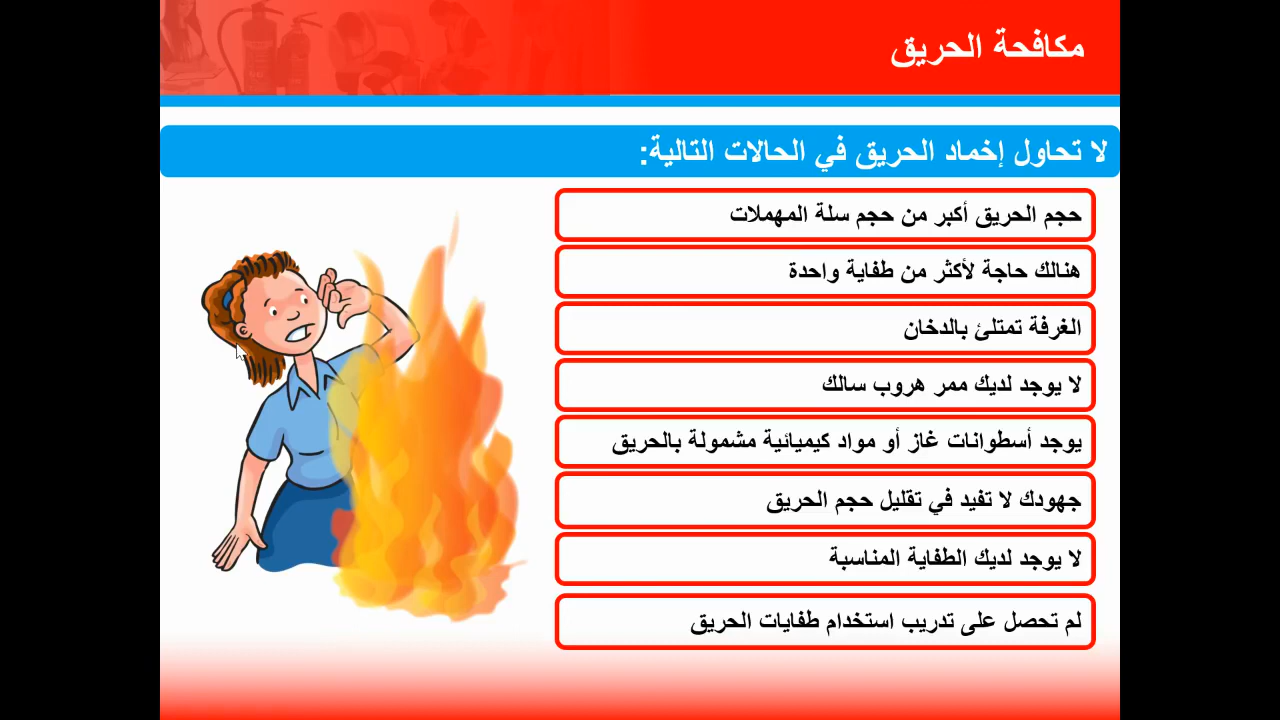 مكافحة الحريق
لا تحاول إخماد الحريق في الحالات التالية:
حجم الحريق أكبر من حجم سلة المهملات
هنالك حاجة لأكثر من طفاية واحدة
الغرفة تمتلئ بالدخان
لا يوجد لديك ممر هروب سالك
يوجد أسطوانات غاز أو مواد كيميائية مشمولة بالحريق
جهودك لا تفيد في تقليل حجم الحريق
لا يوجد لديك الطفاية المناسبة
لم تحصل على تدريب استخدام طفايات الحريق